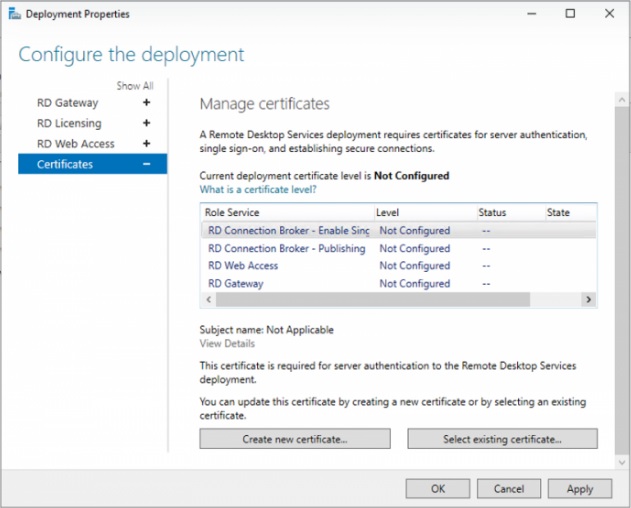 Deployment Properties
Configure the deployment
Show All
RD Gateway +
RD Licensing +
RD Web Access +
Certificates –
Manage certificates
A Remote Desktop Services deployment requires certificates for server authentication,
single sign-on, and establishing secure connections.
Current deployment certificate level is Not Configured
What is a certificate level?
Role Service Level Status State
RD Connection Broker - Enable Sing Not Configured --
RD Connection Broker - Publishing Not Configured --
RD Web Access Not Configured --
RD Gateway Not Configured --
Subject name: Not Applicable
View Details
This certificate is required for server authentication to the Remote Desktop Services
deployment.
You can update this certificate by creating a new certificate or by selecting an existing
certificate.
Create new certificate... Select existing certificate...
OK Cancel Apply